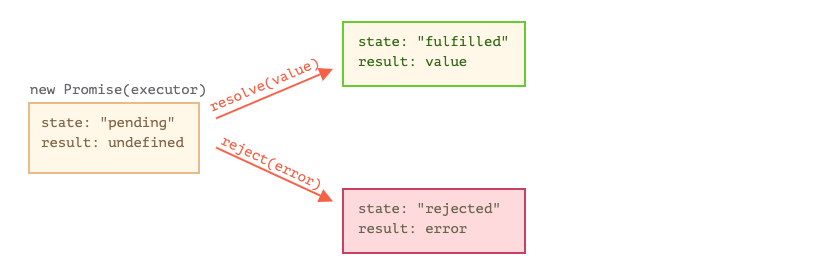 new Promise(executor)
state: "pending"
result: undefined
resolve(value)
reject(error)
state: "fulfilled"
result: value
state: "rejected"
result: error